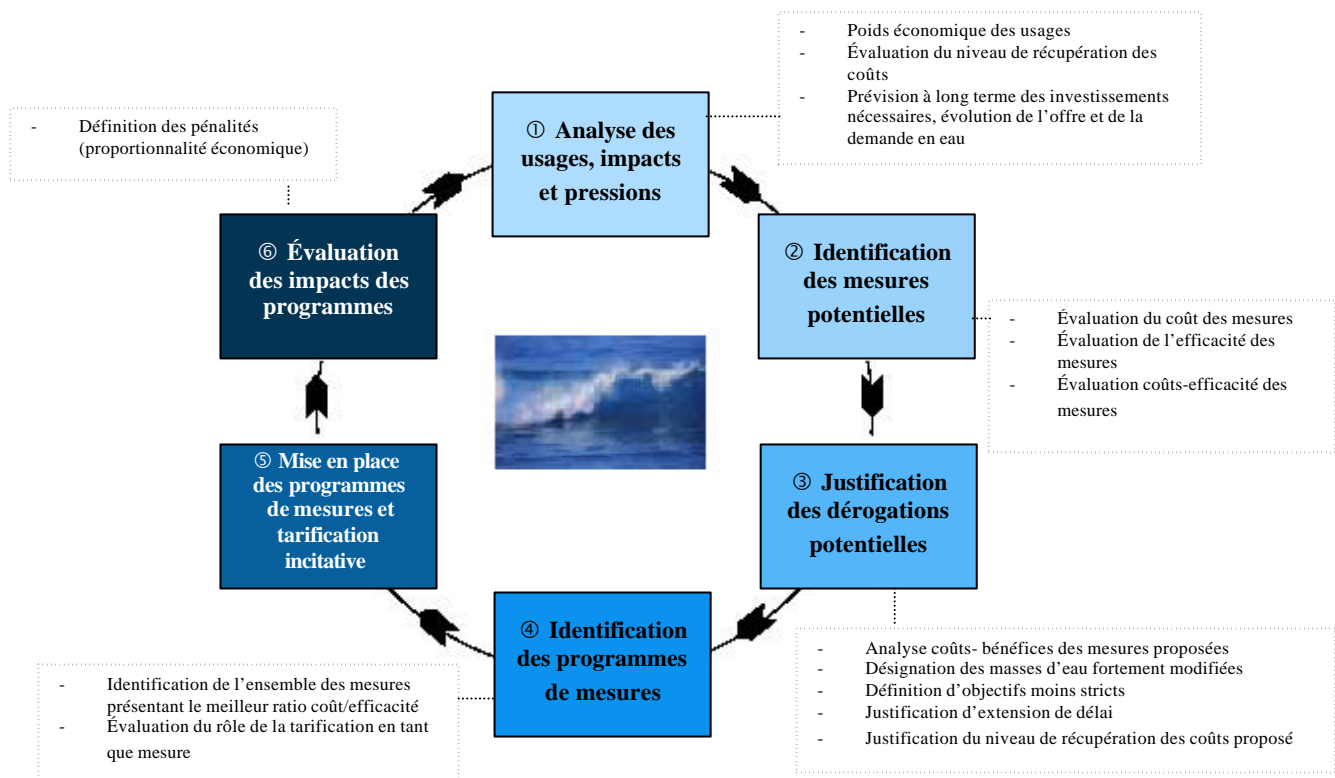 ① Analyse des
usages, impacts
et pressions
- Poids économique des usages
- Évaluation du niveau de récupération des
coûts
- Prévision à long terme des investissements
nécessaires, évolution de l’offre et de la
demande en eau
② Identification
des mesures
potentielles
- Évaluation du coût des mesures
- Évaluation de l’efficacité des
mesures
- Évaluation coûts-efficacité des
mesures
③ Justification
des dérogations
potentielles
- Analyse coûts- bénéfices des mesures proposées
- Désignation des masses d’eau fortement modifiées
- Définition d’objectifs moins stricts
- Justification d’extension de délai
- Justification du niveau de récupération des coûts proposé
④ Identification
des programmes
de mesures
- Identification de l’ensemble des mesures
présentant le meilleur ratio coût/efficacité
- Évaluation du rôle de la tarification en tant
que mesure
⑤ Mise en place
des programmes
de mesures et
tarification
incitative
⑥ Évaluation
des impacts des
programmes
- Définition des pénalités
(proportionnalité économique)